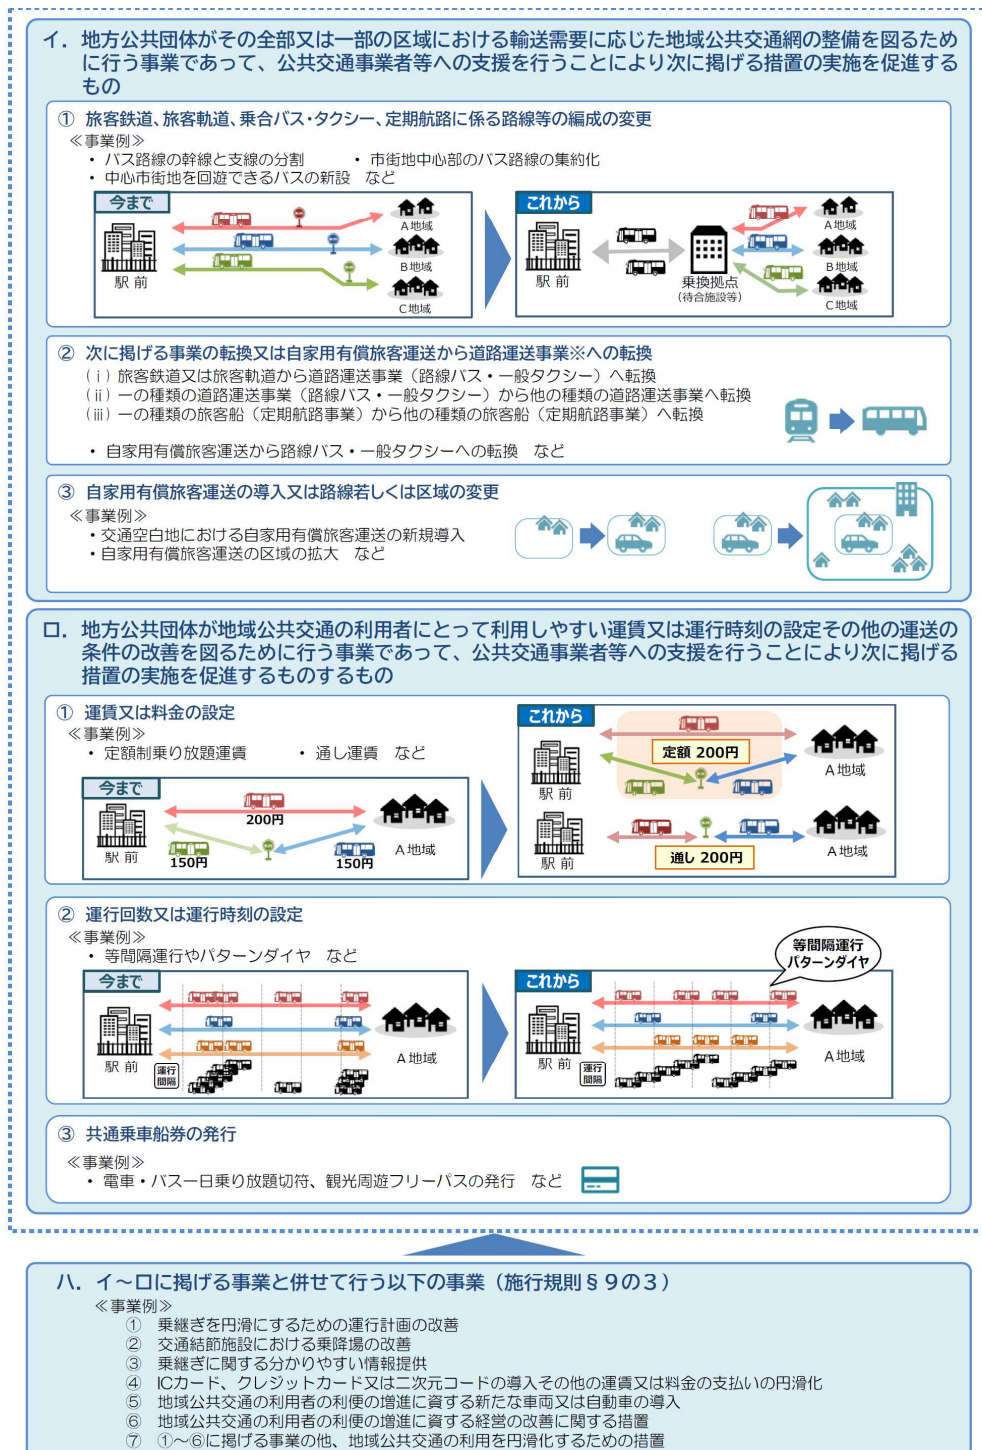 イ．地方公共団体がその全部又は一部の区域における輸送需要に応じた地域公共交通網の整備を図るため
に行う事業であって、公共交通事業者等への支援を行うことにより次に掲げる措置の実施を促進する
もの
① 旅客鉄道、旅客軌道、乗合バス・タクシー、定期航路に係る路線等の編成の変更
≪事業例≫
・ バス路線の幹線と支線の分割 ・ 市街地中心部のバス路線の集約化
・ 中心市街地を回遊できるバスの新設 など
今まで
駅 前
A地域
B地域
C地域
これから
駅 前
乗換拠点
(待合施設等)
A地域
B地域
C地域
② 次に掲げる事業の転換又は自家用有償旅客運送から道路運送事業※への転換
(ⅰ) 旅客鉄道又は旅客軌道から道路運送事業（路線バス・一般タクシー）へ転換
(ⅱ) 一の種類の道路運送事業（路線バス・一般タクシー）から他の種類の道路運送事業へ転換
(ⅲ) 一の種類の旅客船（定期航路事業）から他の種類の旅客船（定期航路事業）へ転換
・ 自家用有償旅客運送から路線バス・一般タクシーへの転換 など
③ 自家用有償旅客運送の導入又は路線若しくは区域の変更
≪事業例≫
・交通空白地における自家用有償旅客運送の新規導入
・自家用有償旅客運送の区域の拡大 など
ロ．地方公共団体が地域公共交通の利用者にとって利用しやすい運賃又は運行時刻の設定その他の運送の
条件の改善を図るために行う事業であって、公共交通事業者等への支援を行うことにより次に掲げる
措置の実施を促進するものするもの
① 運賃又は料金の設定
≪事業例≫
・ 定額制乗り放題運賃 ・ 通し運賃 など
今まで
駅 前
200円
150円
150円
A地域
これから
駅 前
定額 200円
A地域
駅 前
通し 200円
A地域
② 運行回数又は運行時刻の設定
≪事業例≫
・ 等間隔運行やパターンダイヤ など
今まで
駅 前
運行
間隔
A地域
これから
駅 前
運行
間隔
A地域
等間隔運行
パターンダイヤ
③ 共通乗車船券の発行
≪事業例≫
・ 電車・バス一日乗り放題切符、観光周遊フリーパスの発行 など
ハ．イ～ロに掲げる事業と併せて行う以下の事業（施行規則§９の３）
≪事業例≫
① 乗継ぎを円滑にするための運行計画の改善
② 交通結節施設における乗降場の改善
③ 乗継ぎに関する分かりやすい情報提供
④ ICカード、クレジットカード又は二次元コードの導入その他の運賃又は料金の支払いの円滑化
⑤ 地域公共交通の利用者の利便の増進に資する新たな車両又は自動車の導入
⑥ 地域公共交通の利用者の利便の増進に資する経営の改善に関する措置
⑦ ①～⑥に掲げる事業の他、地域公共交通の利用を円滑化するための措置